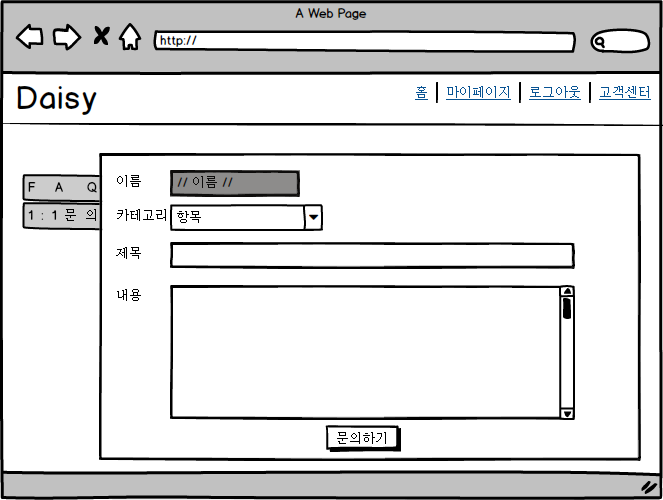 A Web Page
http://
Daisy
홈 마이페이지 로그아웃 고객센터
F A Q
1 : 1 문 의
이름 // 이름 //
카테고리 항목
제목
내용
문의하기